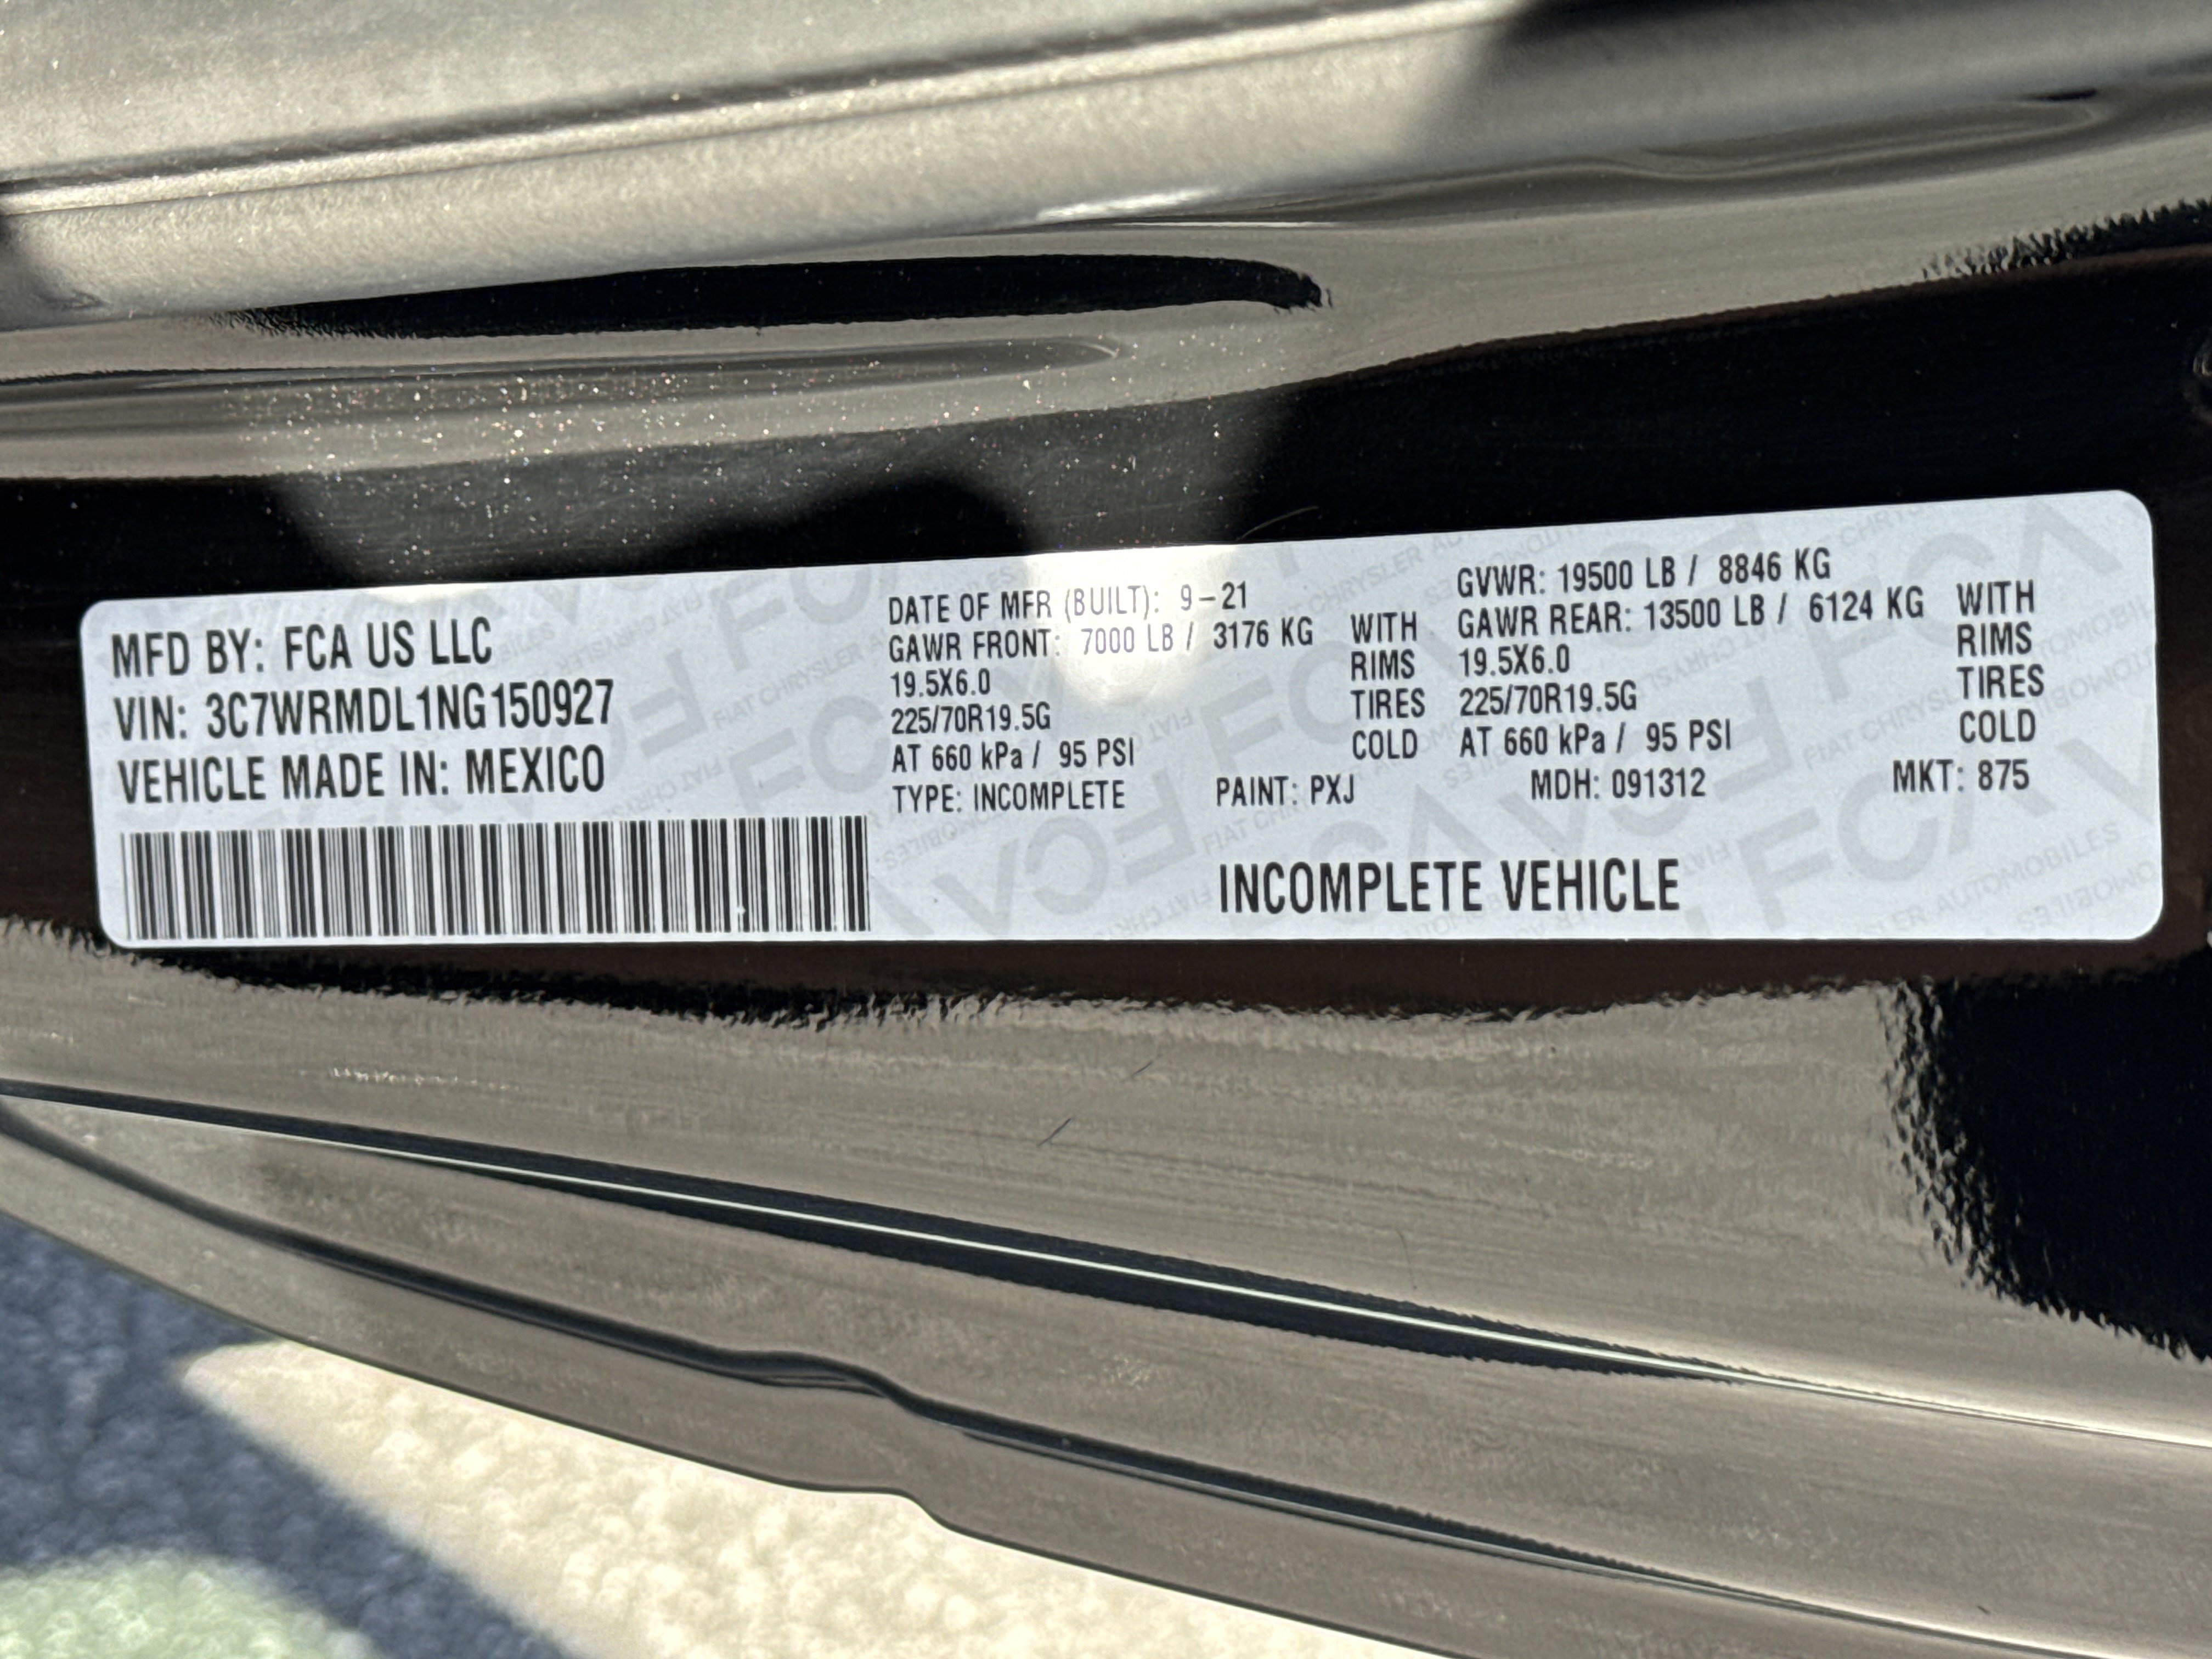 MFD BY: FCA US LLC
VIN: 3C7WRMDL1NG150927
VEHICLE MADE IN: MEXICO
DATE OF MFR (BUILT): 9-21
GAWR FRONT: 7000 LB / 3176 KG
19.5X6.0
225/70R19.5G
AT 660 kPa / 95 PSI
WITH
RIMS
TIRES
COLD
GVWR: 19500 LB / 8846 KG
GAWR REAR: 13500 LB / 6124 KG
19.5X6.0
225/70R19.5G
AT 660 kPa / 95 PSI
WITH
RIMS
TIRES
COLD
TYPE: INCOMPLETE PAINT: PXJ MDH: 091312 MKT: 875
INCOMPLETE VEHICLE